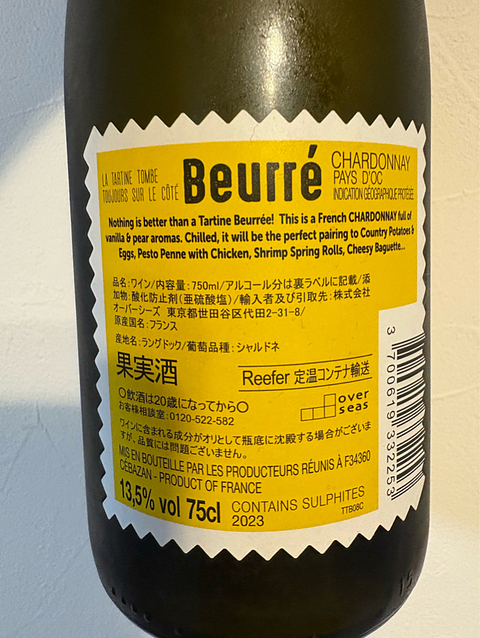 LA TARTINE TOMBE
TOUJOURS SUR LE CÔTÉ
Beurré
CHARDONNAY
PAYS D'OC
INDICATION GÉOGRAPHIQUE PROTÉGÉE
Nothing is better than a Tartine Beurrée! This is a French CHARDONNAY full of
vanilla & pear aromas. Chilled, it will be the perfect pairing to Country Potatoes &
Eggs, Pesto Penne with Chicken, Shrimp Spring Rolls, Cheesy Baguette...
品名:ワイン/内容量:750ml/アルコール分は裏ラベルに記載/添
加物:酸化防止剤(亜硫酸塩)/輸入者及び引取先:株式会社
オーバーシーズ 東京都世田谷区代田2-31-8/
原産国名:フランス
産地名:ラングドック/葡萄品種:シャルドネ
果実酒
Reefer 定温コンテナ輸送
〇飲酒は20歳になってから〇
お客様相談室:0120-522-582
over
seas
ワインに含まれる成分がオリとして瓶底に沈殿する場合がございま
すが、品質には問題ございません。
MIS EN BOUTEILLE PAR LES PRODUCTEURS RÉUNIS À F34360
CÉBAZAN - PRODUCT OF FRANCE
13,5% vol 75cl
CONTAINS SULPHITES
2023
TTB08C
3 700619 332253